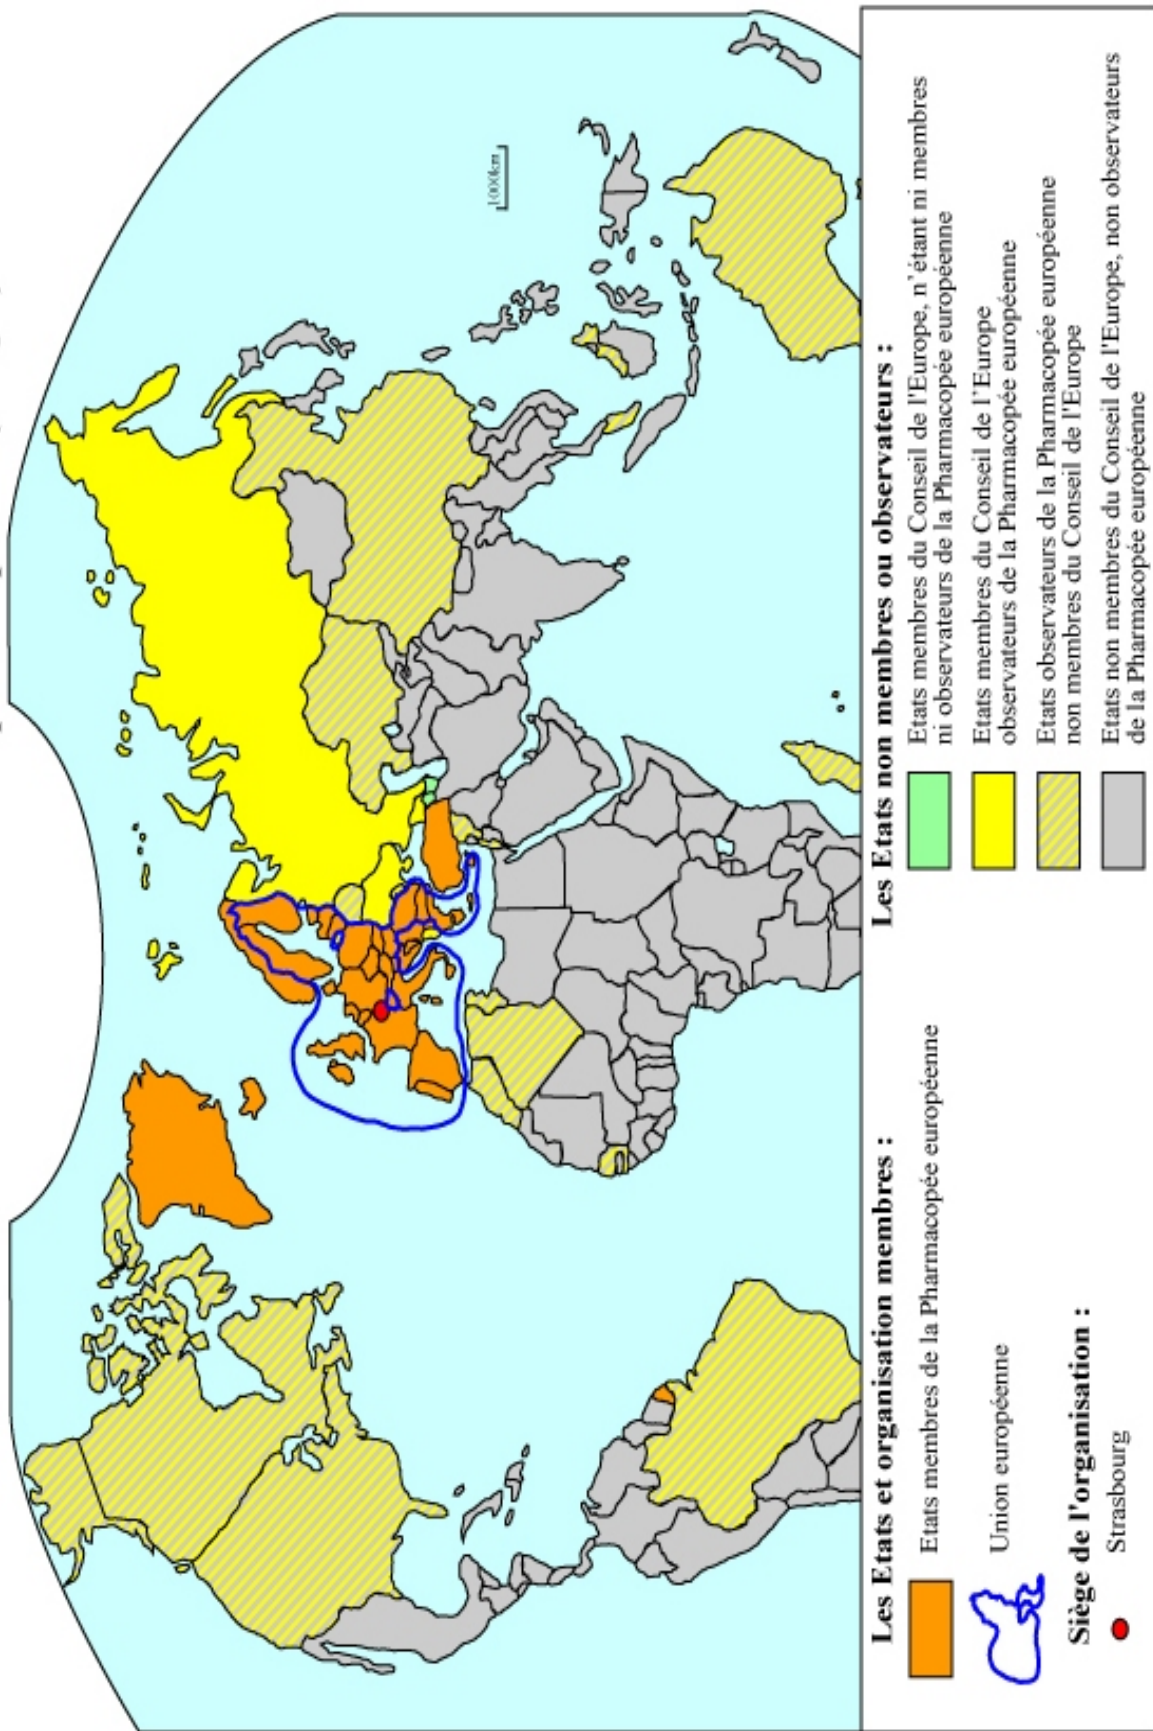 1000km
Les Etats et organisation membres :
Etats membres de la Pharmacopée européenne
Union européenne
Siège de l'organisation :
Strasbourg
Les Etats non membres ou observateurs :
Etats membres du Conseil de l'Europe, n'étant ni membres
ni observateurs de la Pharmacopée européenne
Etats membres du Conseil de l'Europe
observateurs de la Pharmacopée européenne
Etats observateurs de la Pharmacopée européenne
non membres du Conseil de l'Europe
Etats non membres du Conseil de l'Europe, non observateurs
de la Pharmacopée européenne